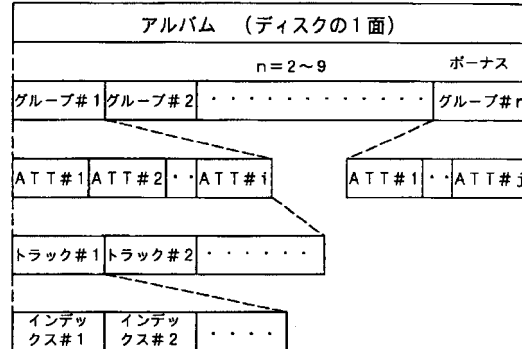 アルバム （ディスクの1面）
n＝2～9 ボーナス
グループ＃1 グループ＃2 ・・・・・・・・・・・・ グループ＃n
ATT＃1 ATT＃2 ・・ ATT＃i ATT＃1 ・・ ATT＃j
トラック＃1 トラック＃2 ・・・・・・
インデックス＃1 インデックス＃2 ・・・・